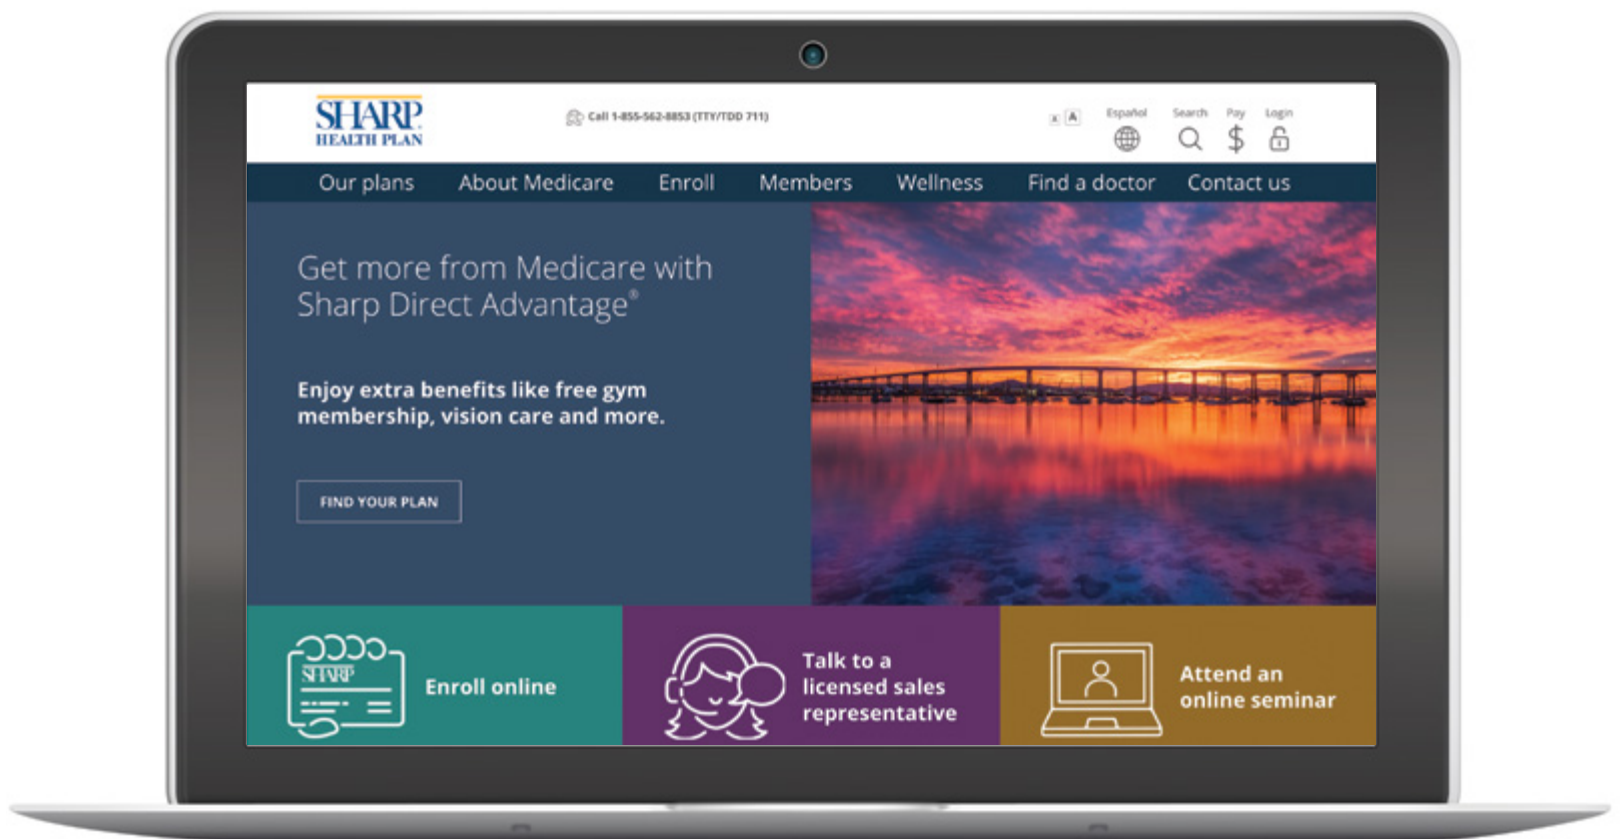 SHARP
HEALTH PLAN
Call 1-855-562-8853 (TTY/TDD 711)
A A
Español
Search
Pay
$
Login
Our plans
About Medicare
Enroll
Members
Wellness
Find a doctor
Contact us
Get more from Medicare with
Sharp Direct Advantage®
Enjoy extra benefits like free gym
membership, vision care and more.
FIND YOUR PLAN
SHARP
Enroll online
Talk to a
licensed sales
representative
Attend an
online seminar